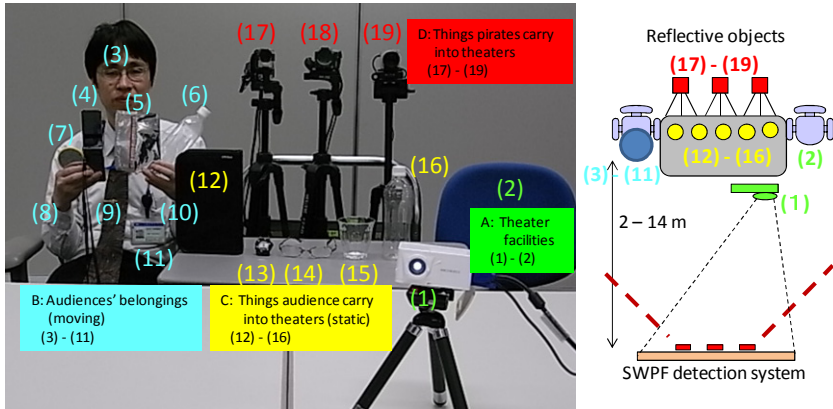 (17)
(18)
(19)
D: Things pirates carry
into theaters
(17) - (19)
(3)
(4)
(5)
(6)
(7)
(12)
(16)
(2)
A: Theater
facilities
(1) - (2)
(8)
(9)
(10)
(11)
(13)
(14)
(15)
(1)
B: Audiences' belongings
(moving)
(3) - (11)
C: Things audience carry
into theaters (static)
(12) - (16)
Reflective objects
(17) - (19)
(12) – (16)
(2)
(3) – (11)
(1)
2 – 14 m
SWPF detection system